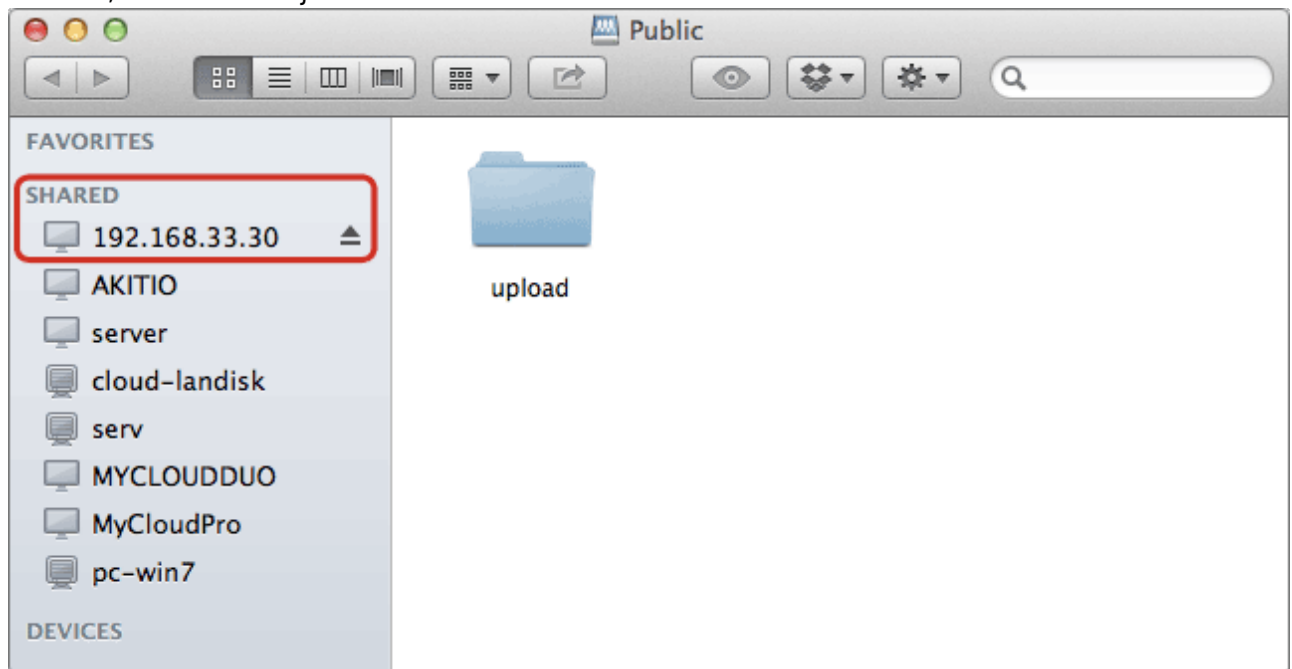 Public
FAVORITES
SHARED
192.168.33.30
AKITIO
server
cloud-landisk
serv
MYCLOUDDUO
MyCloudPro
pc-win7
DEVICES
upload